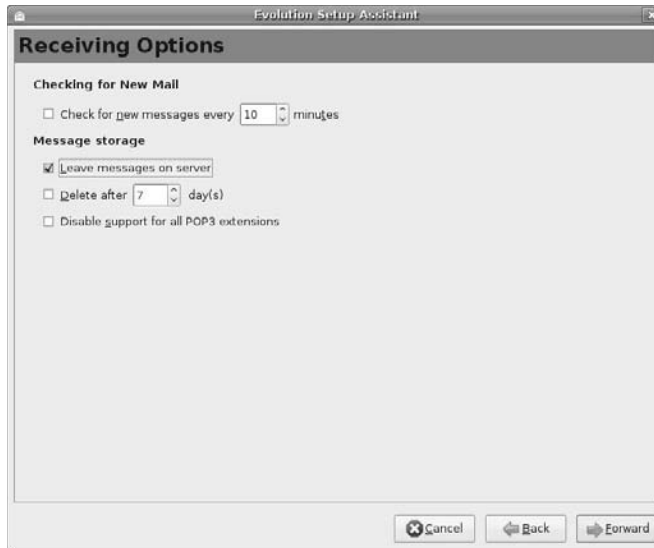 Evolution Setup Assistant
Receiving Options
Checking for New Mail
Check for new messages every 10 minutes
Message storage
Leave messages on server
Delete after 7 day(s)
Disable support for all POP3 extensions
Cancel Back Forward